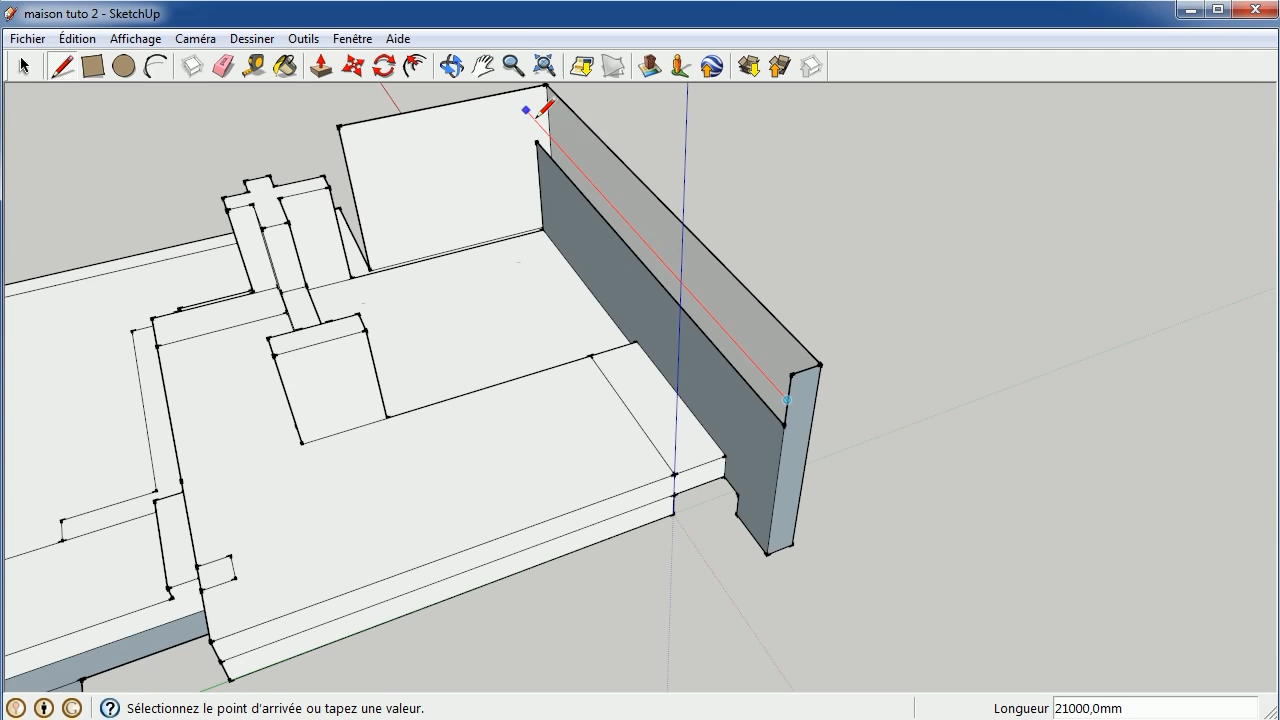 maison tuto 2 - SketchUp
Fichier Édition Affichage Caméra Dessiner Outils Fenêtre Aide
Sélectionnez le point d'arrivée ou tapez une valeur. Longueur 21000,0mm